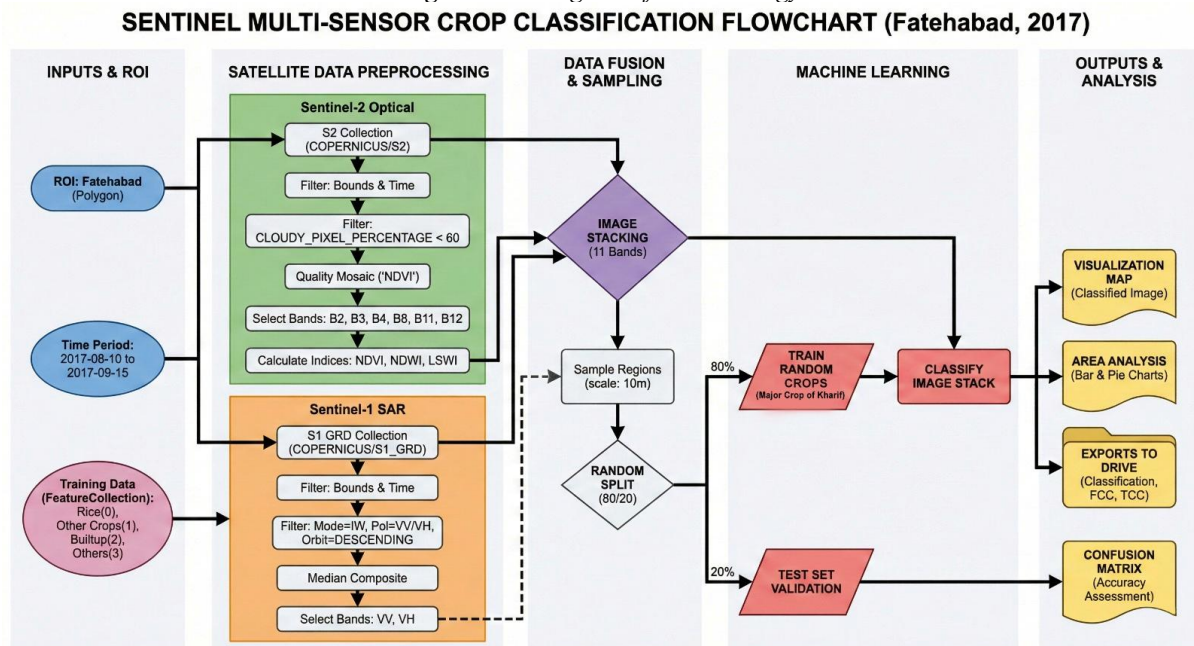 SENTINEL MULTI-SENSOR CROP CLASSIFICATION FLOWCHART (Fatehabad, 2017)
INPUTS & ROI
ROI: Fatehabad
(Polygon)
Time Period:
2017-08-10 to
2017-09-15
Training Data
(FeatureCollection):
Rice(0),
Other Crops(1),
Builtup(2),
Others(3)
SATELLITE DATA PREPROCESSING
Sentinel-2 Optical
S2 Collection
(COPERNICUS/S2)
Filter: Bounds & Time
Filter:
CLOUDY_PIXEL_PERCENTAGE < 60
Quality Mosaic ('NDVI')
Select Bands: B2, B3, B4, B8, B11, B12
Calculate Indices: NDVI, NDWI, LSWI
Sentinel-1 SAR
S1 GRD Collection
(COPERNICUS/S1_GRD)
Filter: Bounds & Time
Filter: Mode=IW, Pol=VV/VH,
Orbit=DESCENDING
Median Composite
Select Bands: VV, VH
DATA FUSION
& SAMPLING
IMAGE
STACKING
(11 Bands)
Sample Regions
(scale: 10m)
RANDOM
SPLIT
(80/20)
MACHINE LEARNING
80%
TRAIN
RANDOM
CROPS
(Major Crop of Kharif)
CLASSIFY
IMAGE STACK
20%
TEST SET
VALIDATION
OUTPUTS &
ANALYSIS
VISUALIZATION
MAP
(Classified Image)
AREA ANALYSIS
(Bar & Pie Charts)
EXPORTS TO
DRIVE
(Classification,
FCC, TCC)
CONFUSION
MATRIX
(Accuracy
Assessment)